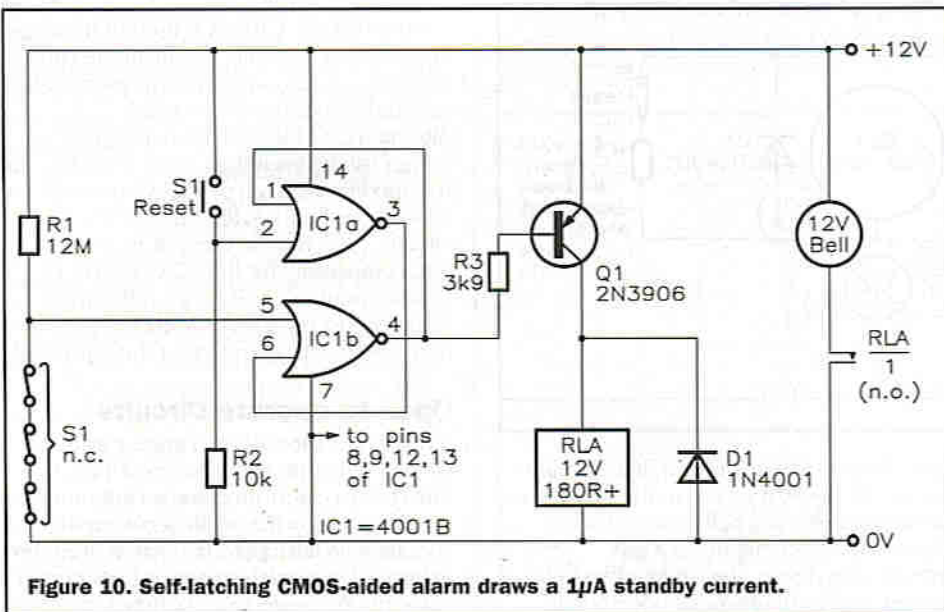 +12V
14
S1
Reset
1
2
IC1a
3
R1
12M
12V
Bell
R3
3k9
Q1
2N3906
5
6
IC1b
4
7
RLA
1
(n.o.)
S1
n.c.
R2
10k
to pins
8,9,12,13
of IC1
RLA
12V
180R+
D1
1N4001
IC1=4001B
0V
Figure 10. Self-latching CMOS-aided alarm draws a 1μA standby current.